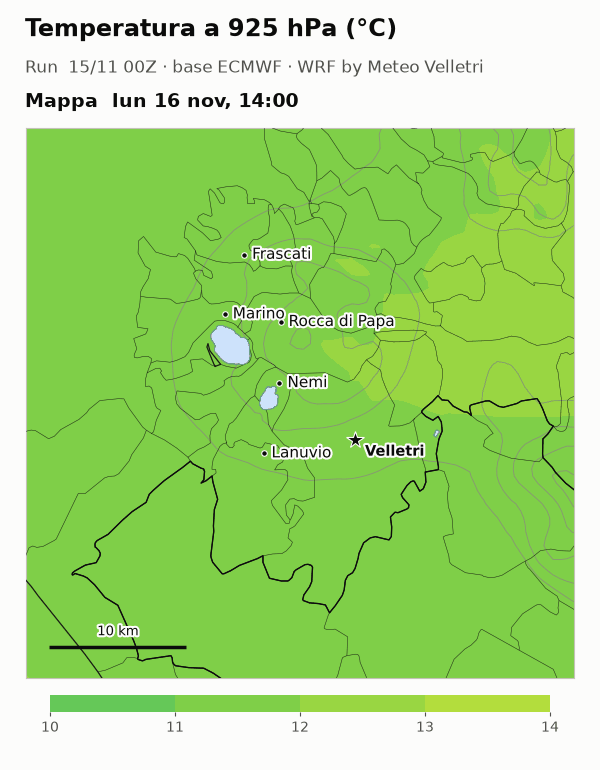 Temperatura a 925 hPa (°C)
Run  15/11 00Z · base ECMWF · WRF by Meteo Velletri
Mappa  lun 16 nov, 14:00
Frascati
Marino
Rocca di Papa
Nemi
Velletri
Lanuvio
10 km
10 11 12 13 14